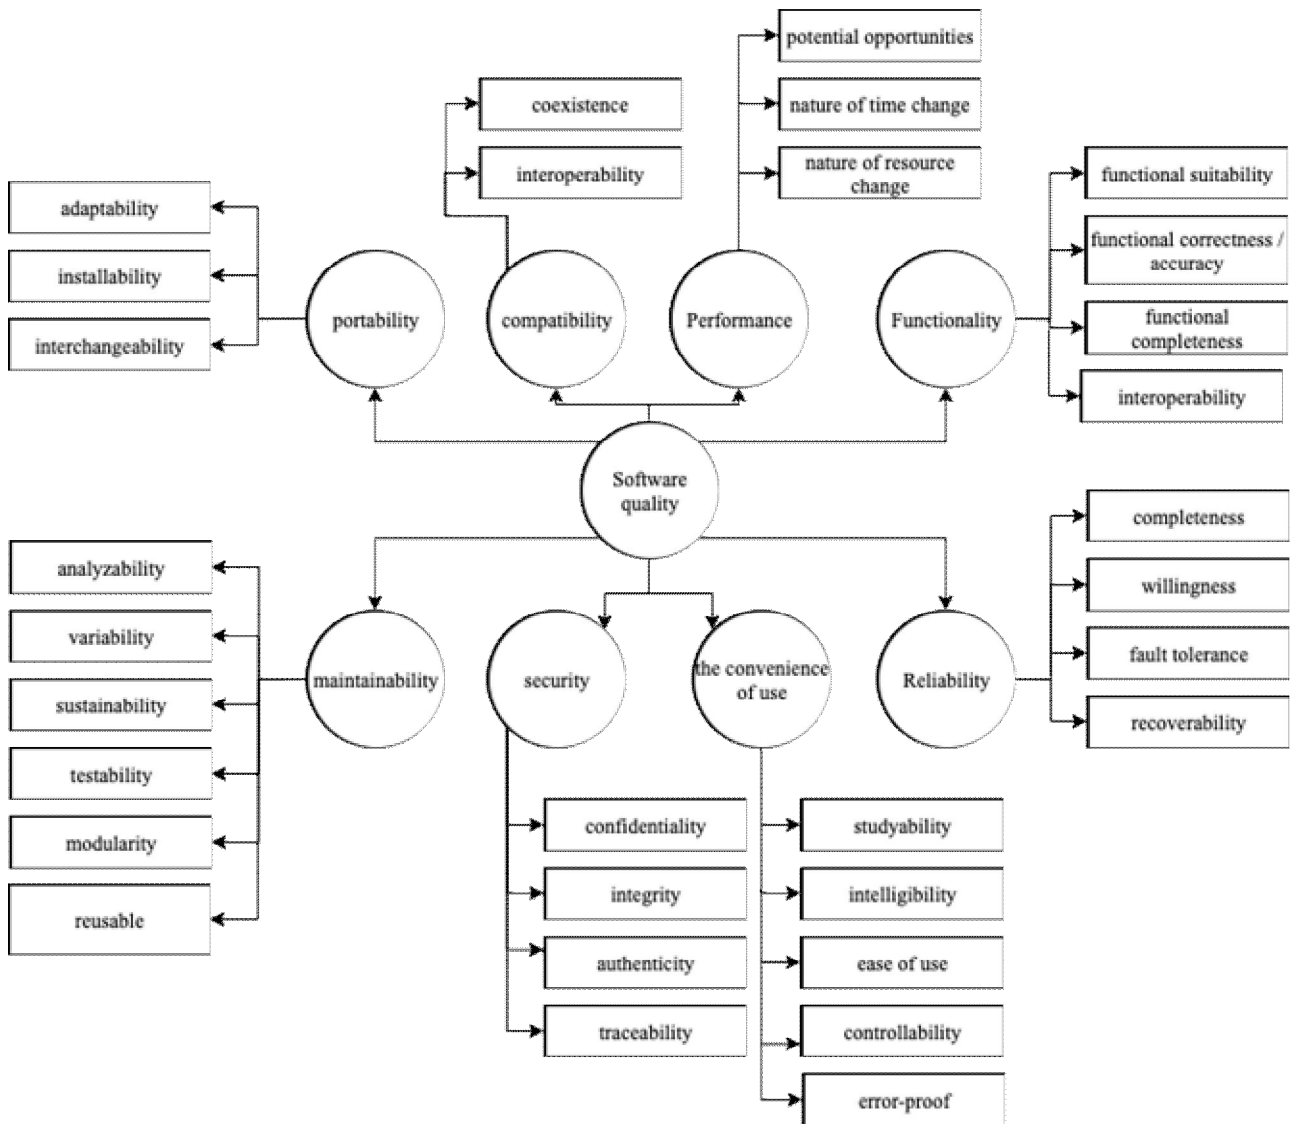 potential opportunities
coexistence
nature of time change
interoperability
nature of resource
change
functional suitability
adaptability
functional correctness /
accuracy
installability
portability
compatibility
Performance
Functionality
functional
completeness
interchangeability
interoperability
Software
quality
completeness
analyzability
willingness
variability
fault tolerance
maintainability
security
the convenience
of use
Reliability
sustainability
recoverability
testability
confidentiality
studyability
modularity
integrity
intelligibility
reusable
authenticity
ease of use
traceability
controllability
error-proof